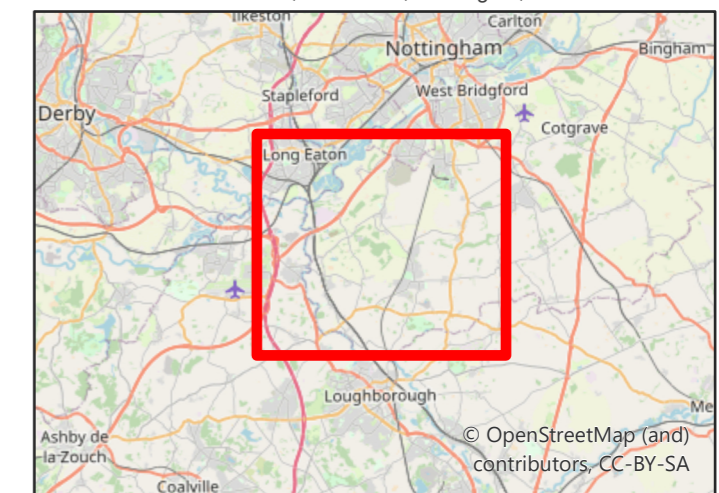 Ilkeston
Carlton
Nottingham
Bingham
Stapleford
West Bridgford
Derby
Cotgrave
Long Eaton
Loughborough
Me
Ashby de
-la-Zouch
Coalville
© OpenStreetMap (and)
contributors, CC-BY-SA